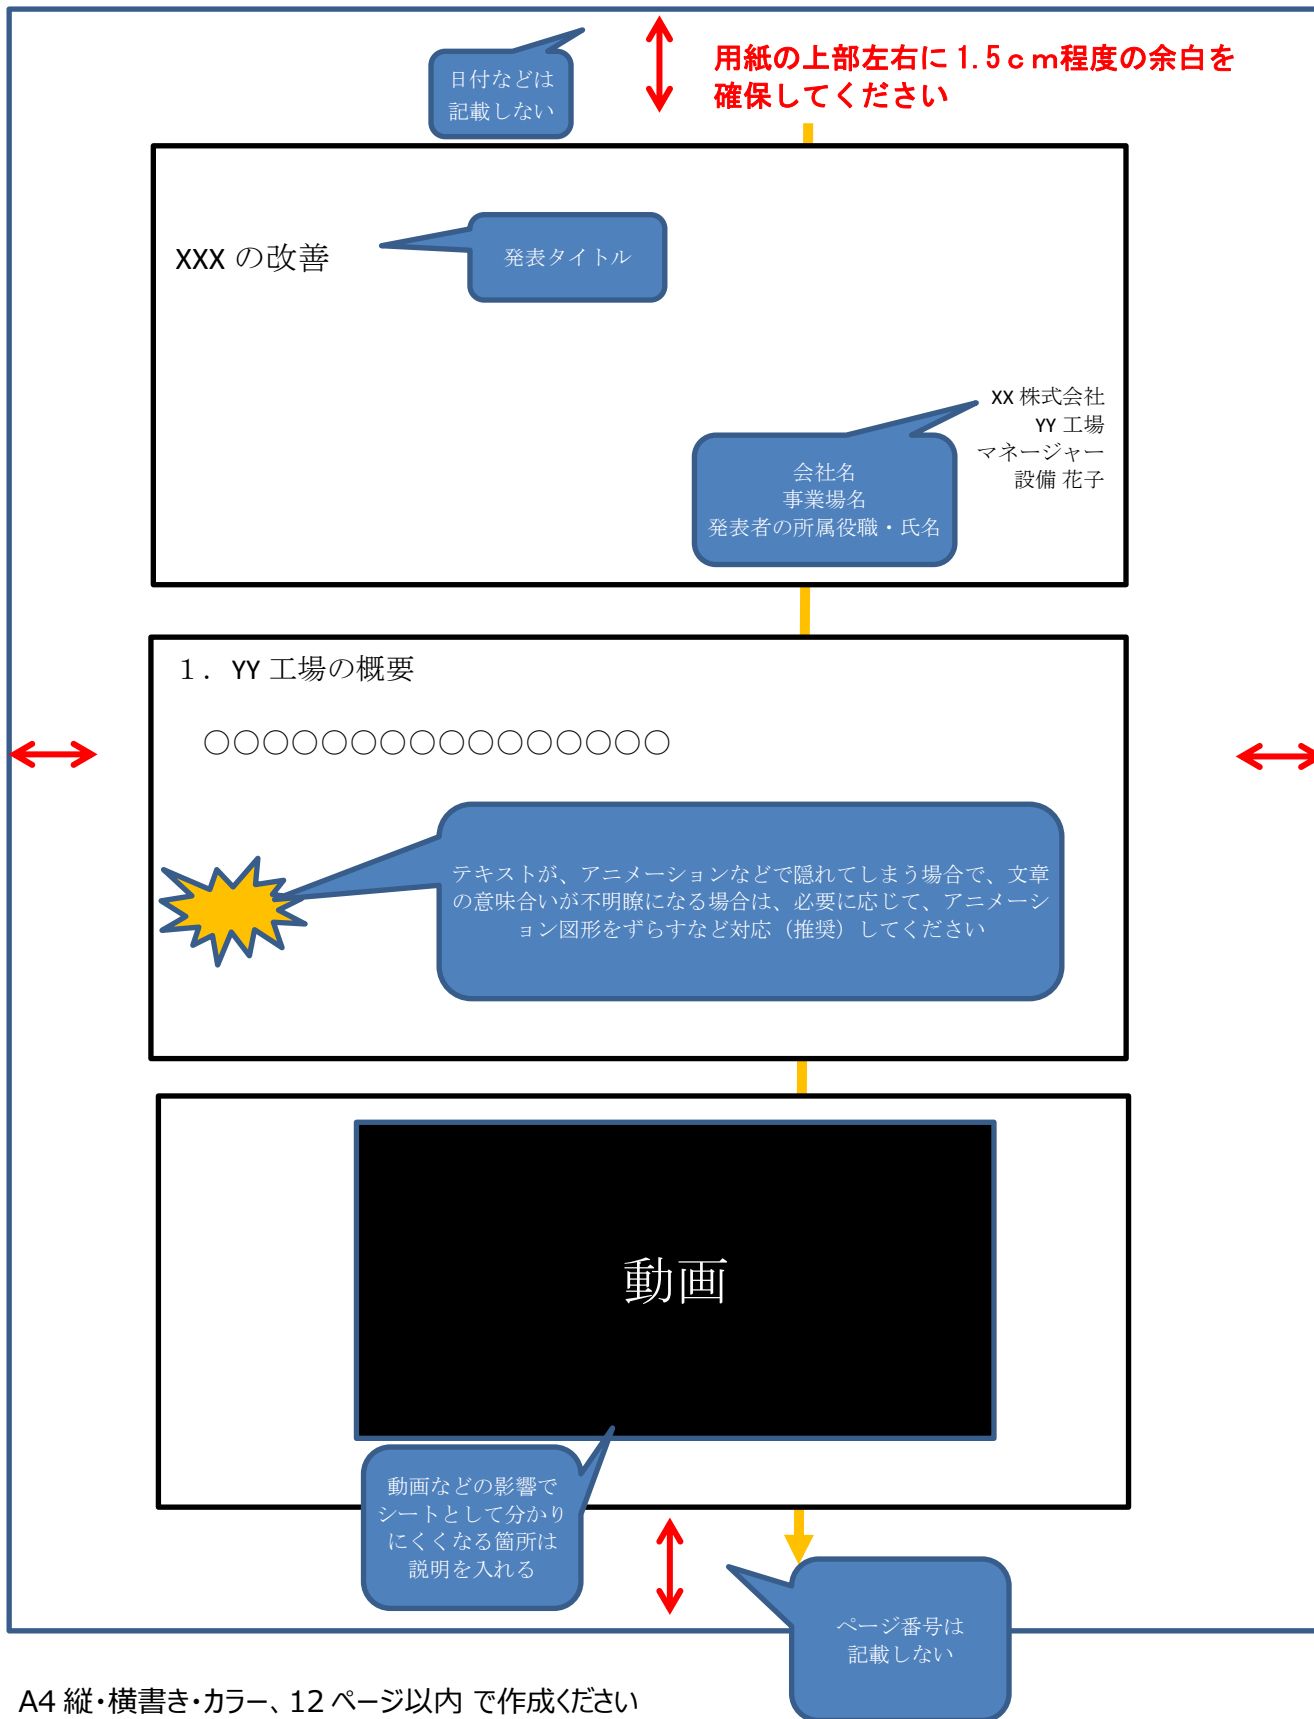 日付などは
記載しない
用紙の上部左右に1.5ｃｍ程度の余白を
確保してください
XXX の改善
発表タイトル
XX 株式会社
YY 工場
マネージャー
設備 花子
会社名
事業場名
発表者の所属役職・氏名
１．YY 工場の概要
○○○○○○○○○○○○○○○○
テキストが、アニメーションなどで隠れてしまう場合で、文章
の意味合いが不明瞭になる場合は、必要に応じて、アニメーシ
ョン図形をずらすなど対応（推奨）してください
動画
動画などの影響で
シートとして分かり
にくくなる箇所は
説明を入れる
ページ番号は
記載しない
A4 縦・横書き・カラー、12 ページ以内 で作成ください